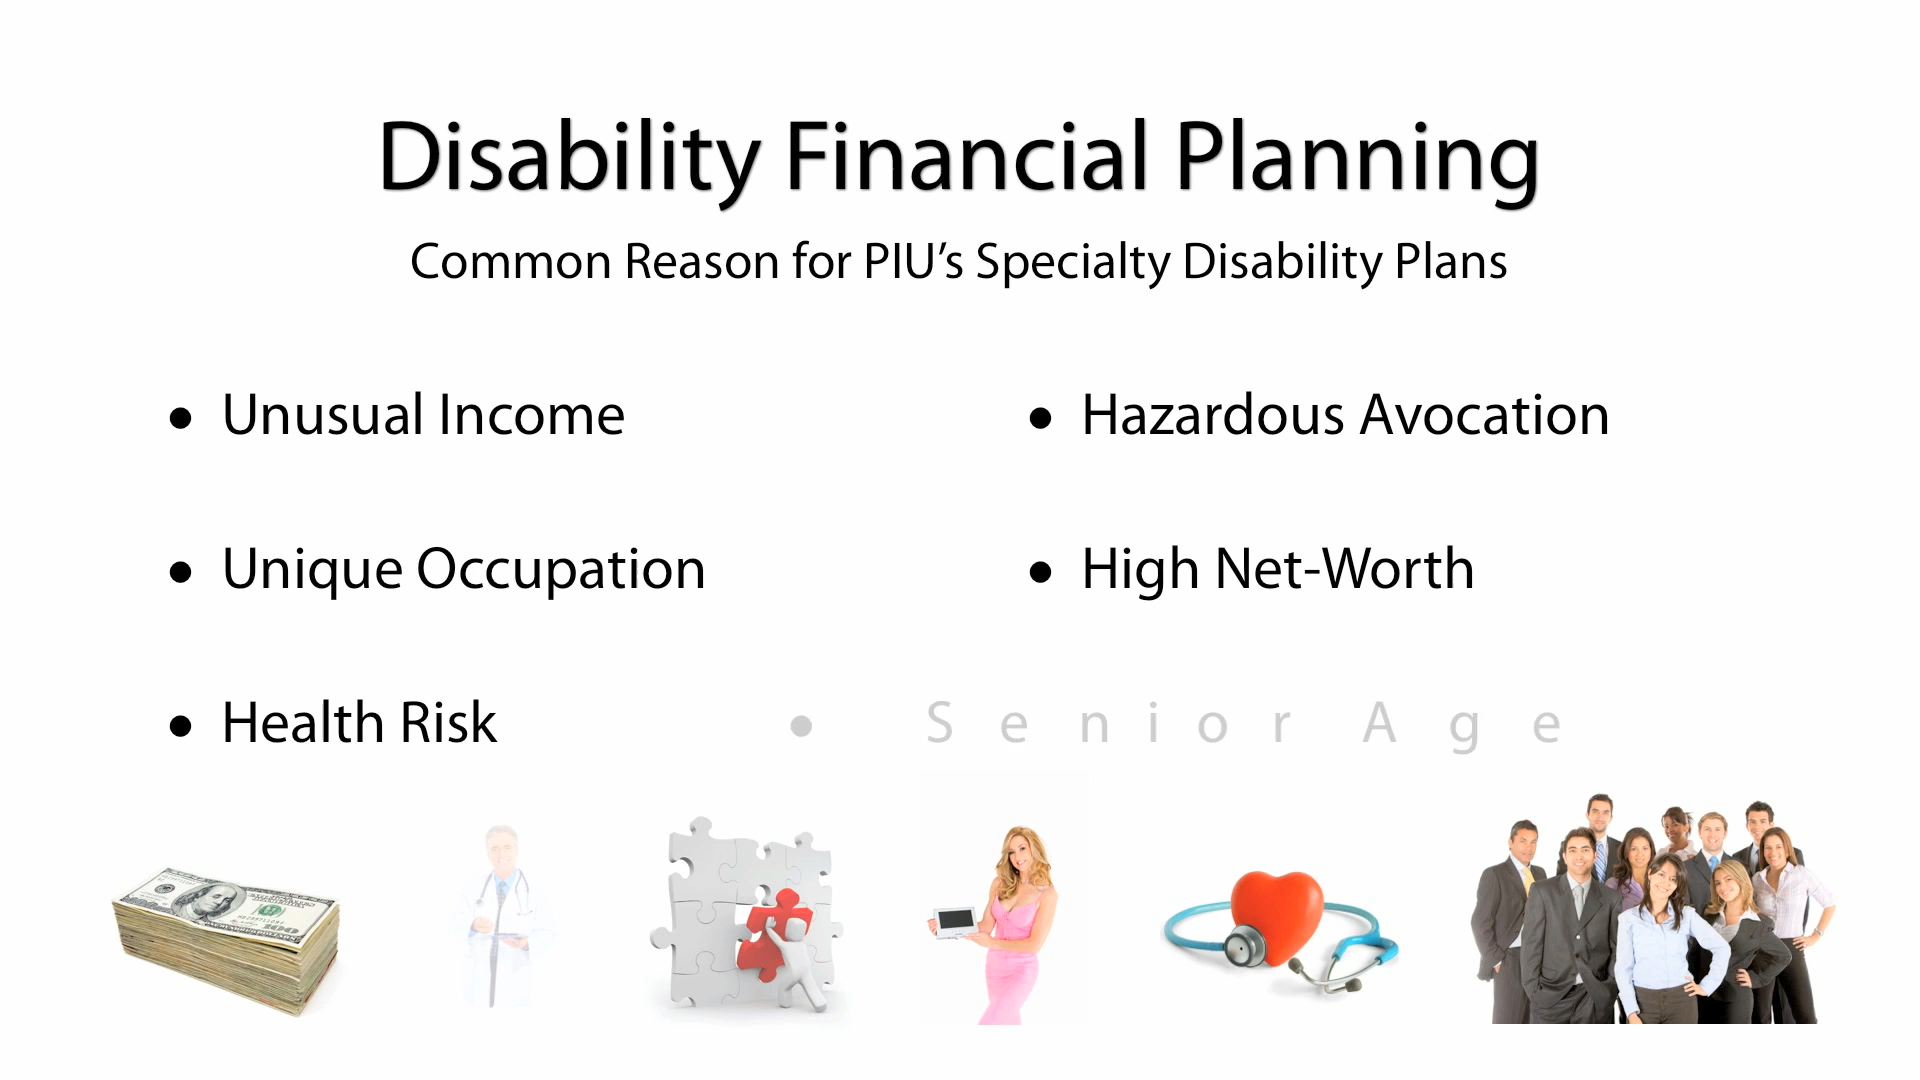 Disability Financial Planning
Common Reason for PIU’s Specialty Disability Plans
• Unusual Income
• Unique Occupation
• Health Risk
• Hazardous Avocation
• High Net-Worth
• Senior Age
100